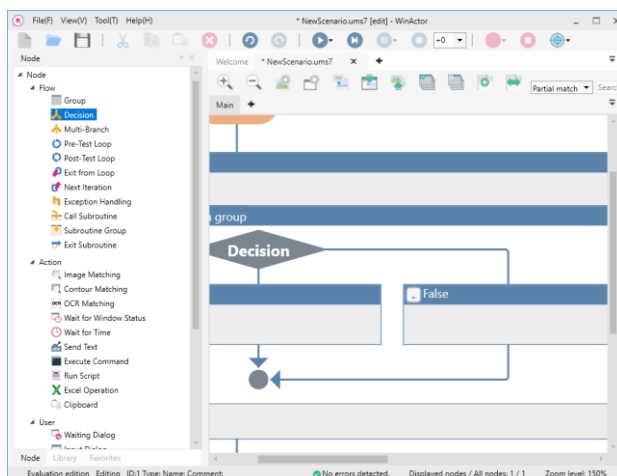 File(F) View(V) Tool(T) Help(H)
* NewScenario.ums7 [edit] - WinActor
+0
Node
Welcome * NewScenario.ums7
Partial match
Main
Node
Flow
Group
Decision
Multi-Branch
Pre-Test Loop
Post-Test Loop
Exit from Loop
Next Iteration
Exception Handling
Call Subroutine
Subroutine Group
Exit Subroutine
Action
Image Matching
Contour Matching
OCR OCR Matching
Wait for Window Status
Wait for Time
Send Text
Execute Command
Run Script
Excel Operation
Clipboard
User
Waiting Dialog
group
Decision
False
Node Library Favorites
Evaluation edition Editing ID:1 Type: Name: Comment: No errors detected. Displayed nodes / All nodes: 1 / 1 Zoom level: 150%